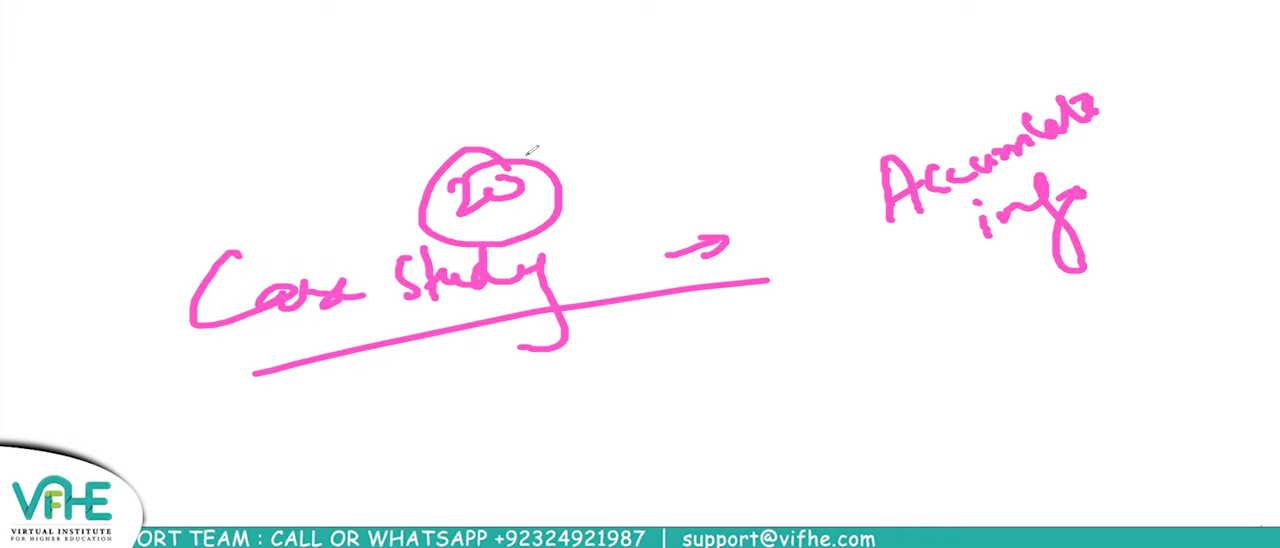 Case Study →
Accumulate
info
VIFHE
VIRTUAL INSTITUTE
FOR HIGHER EDUCATION
ORT TEAM : CALL OR WHATSAPP +92324921987 | support@vifhe.com